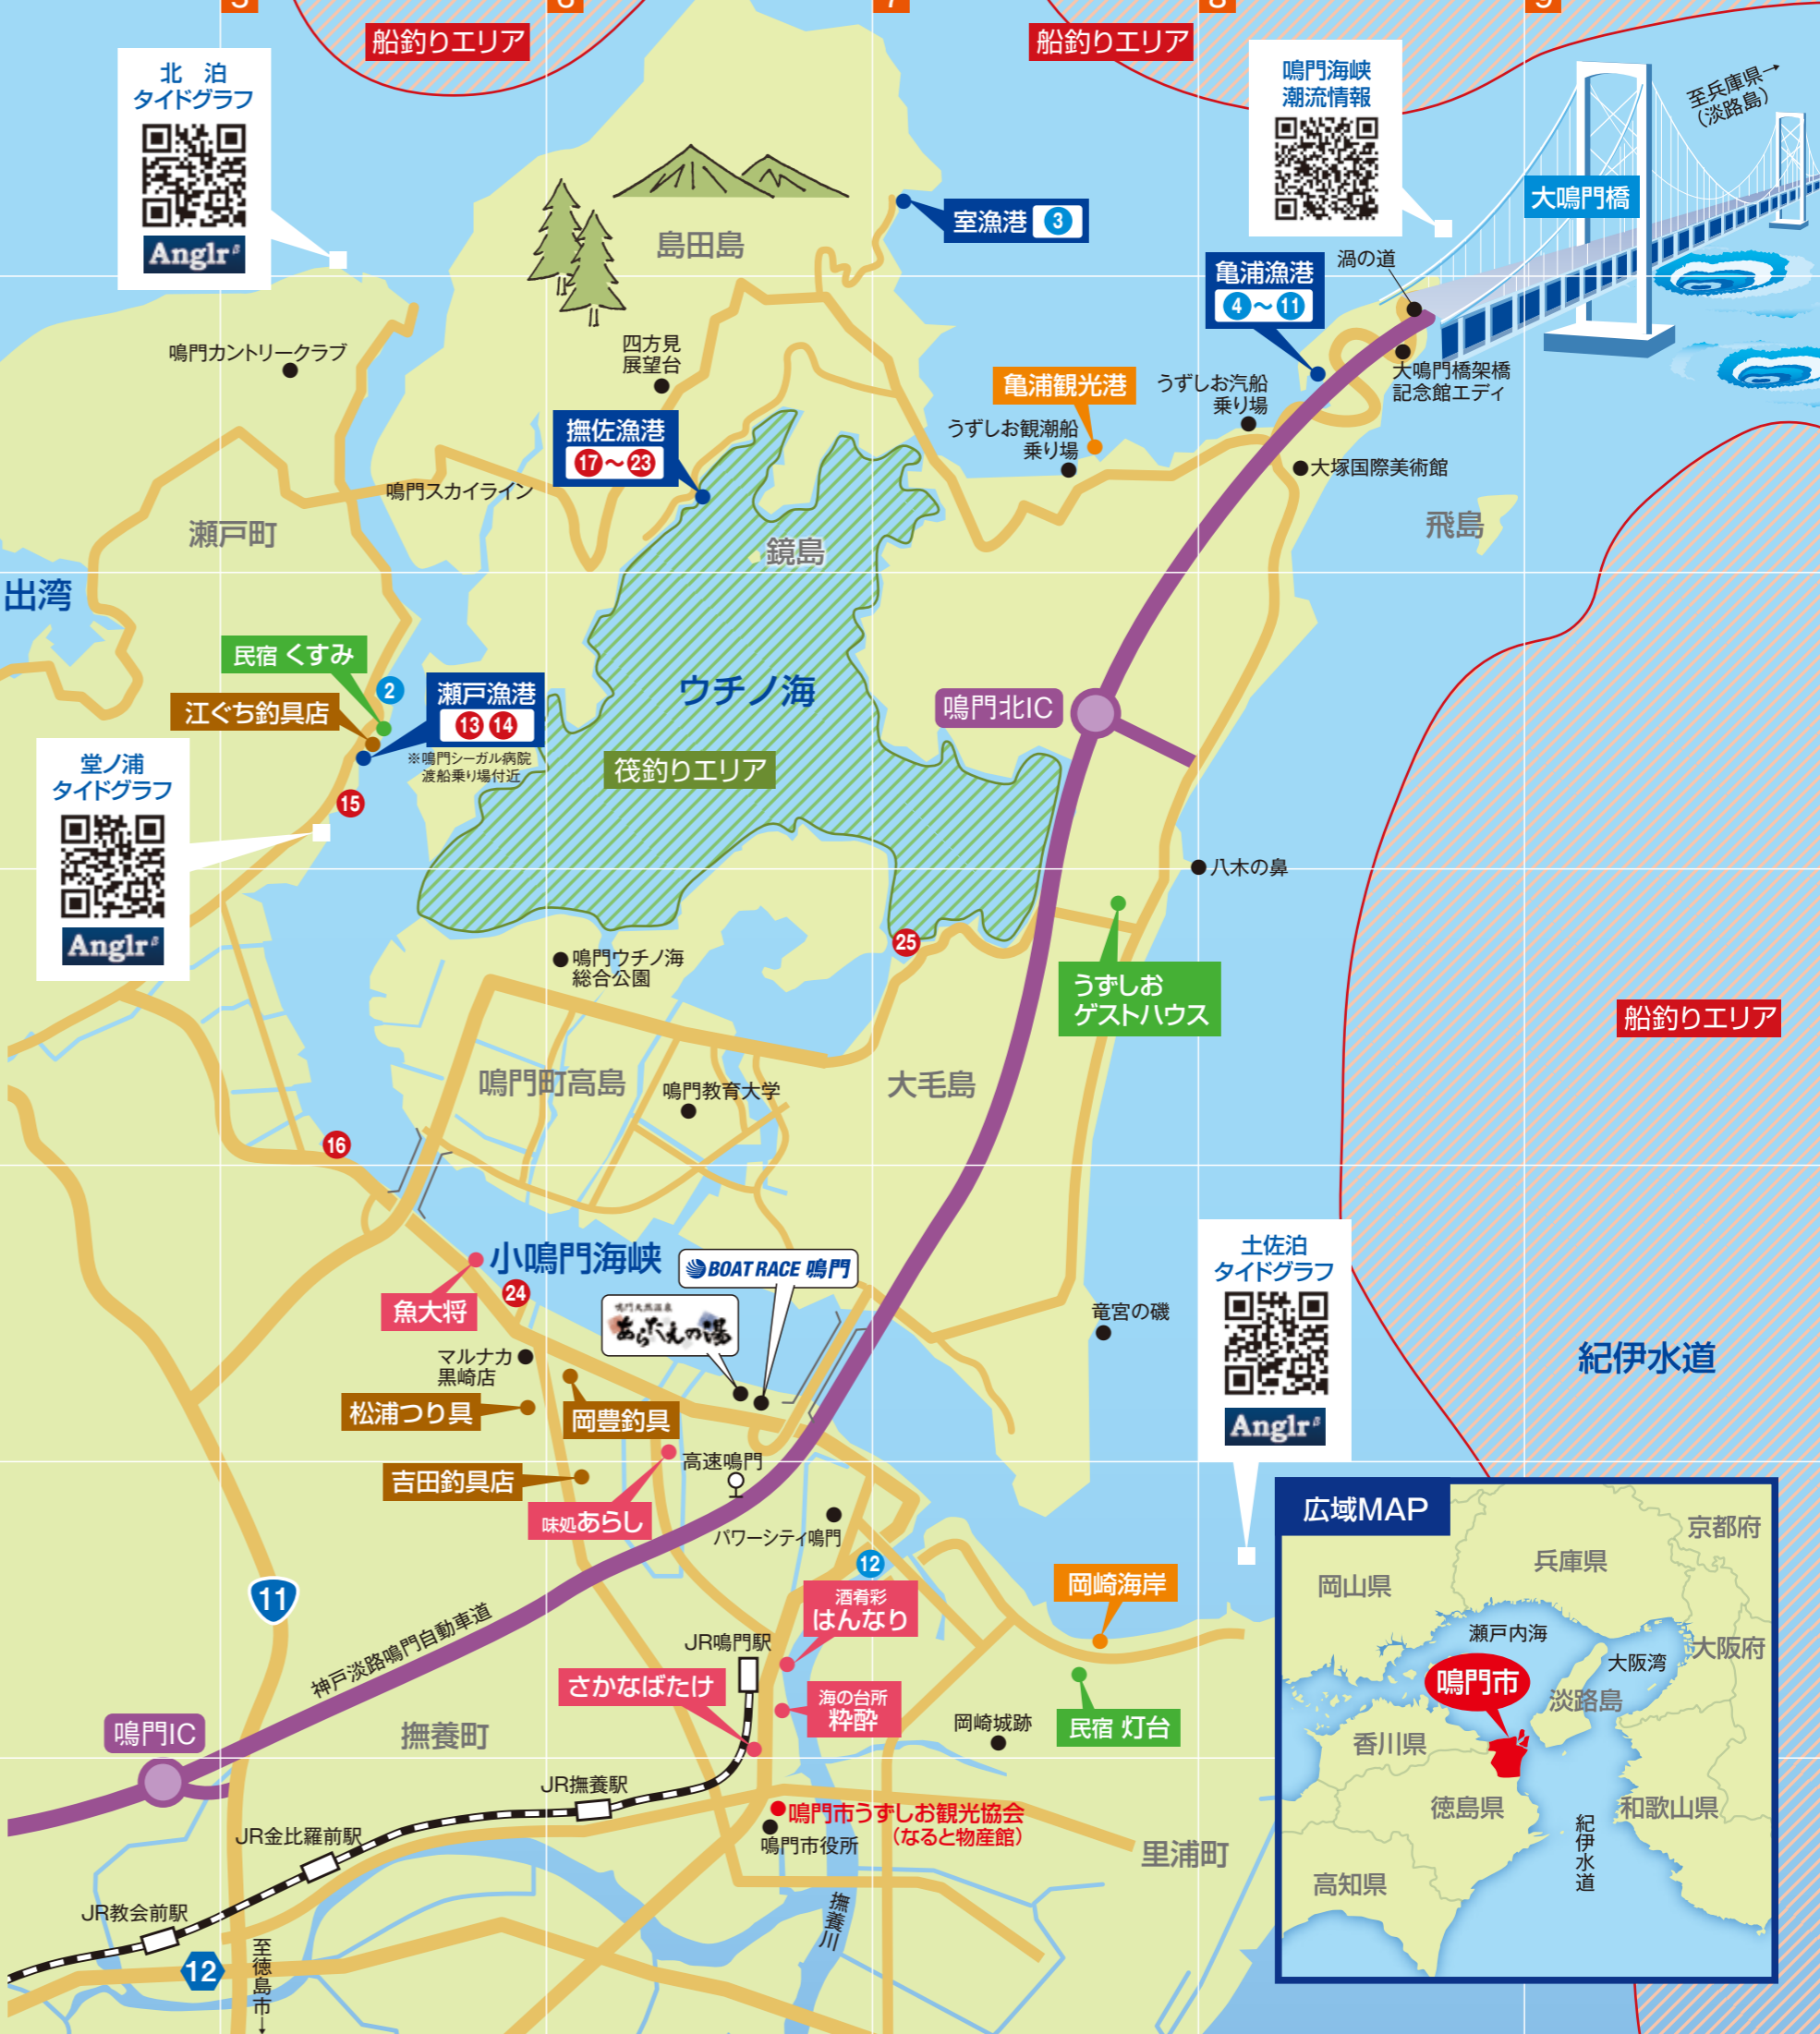 5
6
7
8
9
船釣りエリア
船釣りエリア
北 泊
タイドグラフ
Anglr
鳴門海峡
潮流情報
至兵庫県→
（淡路島）
大鳴門橋
室漁港 3
島田島
亀浦漁港
4〜11
渦の道
鳴門カントリークラブ
四方見
展望台
大鳴門橋架橋
記念館エディ
亀浦観光港
うずしお汽船
乗り場
うずしお観潮船
乗り場
撫佐漁港
17〜23
大塚国際美術館
鳴門スカイライン
瀬戸町
飛島
鏡島
出湾
民宿 くすみ
2
瀬戸漁港
13 14
※鳴門シーガル病院
渡船乗り場付近
江ぐち釣具店
ウチノ海
鳴門北IC
筏釣りエリア
堂ノ浦
タイドグラフ
Anglr
15
八木の鼻
25
鳴門ウチノ海
総合公園
うずしお
ゲストハウス
船釣りエリア
鳴門町高島
鳴門教育大学
大毛島
16
小鳴門海峡
BOAT RACE 鳴門
24
魚大将
鳴門天然温泉
あらたえの湯
土佐泊
タイドグラフ
Anglr
竜宮の磯
紀伊水道
マルナカ
黒崎店
松浦つり具
岡豊釣具
高速鳴門
吉田釣具店
味処あらし
パワーシティ鳴門
12
岡崎海岸
酒肴彩
はんなり
11
神戸淡路鳴門自動車道
JR鳴門駅
さかなばたけ
海の台所
粋酔
岡崎城跡
民宿 灯台
鳴門IC
撫養町
JR撫養駅
鳴門市うずしお観光協会
（なると物産館）
鳴門市役所
JR金比羅前駅
里浦町
JR教会前駅
撫養川
12
至徳島市→
広域MAP
京都府
兵庫県
岡山県
瀬戸内海
大阪府
大阪湾
鳴門市
淡路島
香川県
徳島県
和歌山県
紀伊水道
高知県